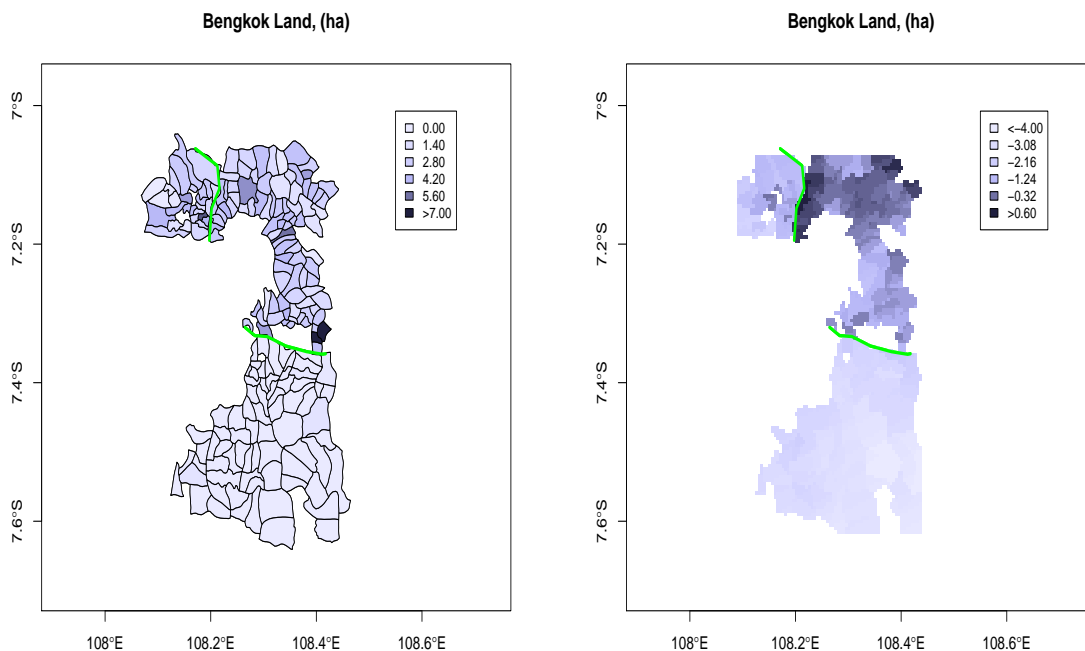 Bengkok Land, (ha)
7°S
7.2°S
7.4°S
7.6°S
0.00
1.40
2.80
4.20
5.60
>7.00
108°E
108.2°E
108.4°E
108.6°E
Bengkok Land, (ha)
7°S
7.2°S
7.4°S
7.6°S
<−4.00
−3.08
−2.16
−1.24
−0.32
>0.60
108°E
108.2°E
108.4°E
108.6°E